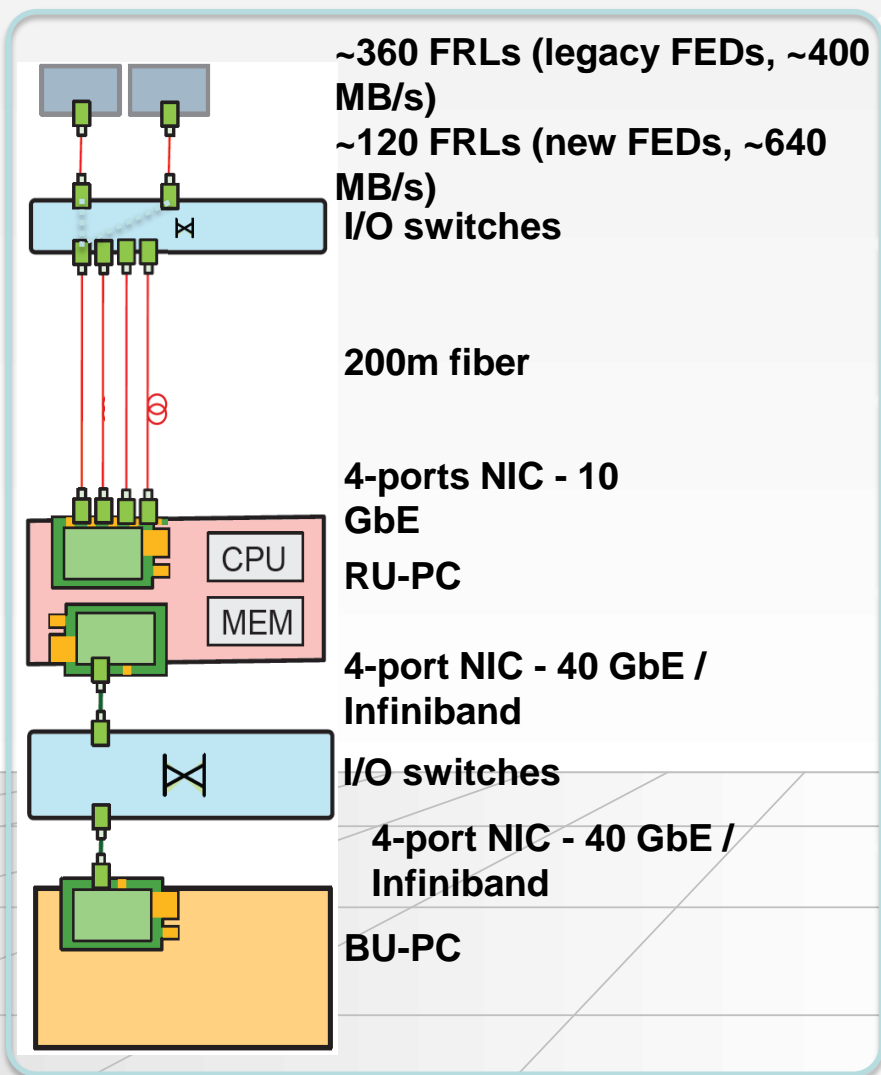 ~360 FRLs (legacy FEDs, ~400
MB/s)
~120 FRLs (new FEDs, ~640
MB/s)
I/O switches
200m fiber
4-ports NIC - 10
GbE
CPU
RU-PC
MEM
4-port NIC - 40 GbE /
Infiniband
I/O switches
4-port NIC - 40 GbE /
Infiniband
BU-PC